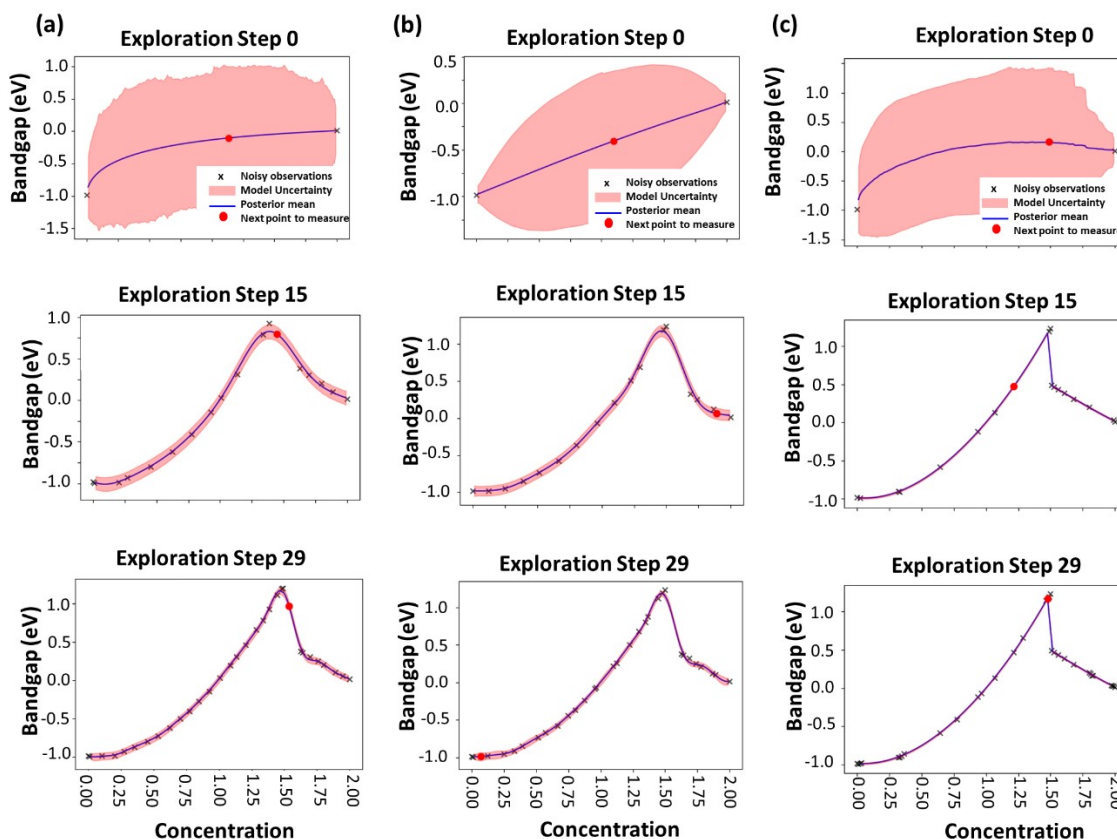 (a)
Exploration Step 0
Bandgap (eV)
1.0
0.5
0.0
-0.5
-1.0
-1.5
Noisy observations
Model Uncertainty
Posterior mean
Next point to measure
(b)
Exploration Step 0
Bandgap (eV)
0.5
0.0
-0.5
-1.0
Noisy observations
Model Uncertainty
Posterior mean
Next point to measure
(c)
Exploration Step 0
Bandgap (eV)
1.5
1.0
0.5
0.0
-0.5
-1.0
-1.5
Noisy observations
Model Uncertainty
Posterior mean
Next point to measure
Exploration Step 15
Bandgap (eV)
1.0
0.5
0.0
-0.5
-1.0
Exploration Step 15
Bandgap (eV)
1.0
0.5
0.0
-0.5
-1.0
Exploration Step 15
Bandgap (eV)
1.0
0.5
0.0
-0.5
-1.0
Exploration Step 29
Bandgap (eV)
1.0
0.5
0.0
-0.5
-1.0
0.00
0.25
0.50
0.75
1.00
1.25
1.50
1.75
2.00
Concentration
Exploration Step 29
Bandgap (eV)
1.0
0.5
0.0
-0.5
-1.0
0.00
0.25
0.50
0.75
1.00
1.25
1.50
1.75
2.00
Concentration
Exploration Step 29
Bandgap (eV)
1.0
0.5
0.0
-0.5
-1.0
0.00
0.25
0.50
0.75
1.00
1.25
1.50
1.75
2.00
Concentration